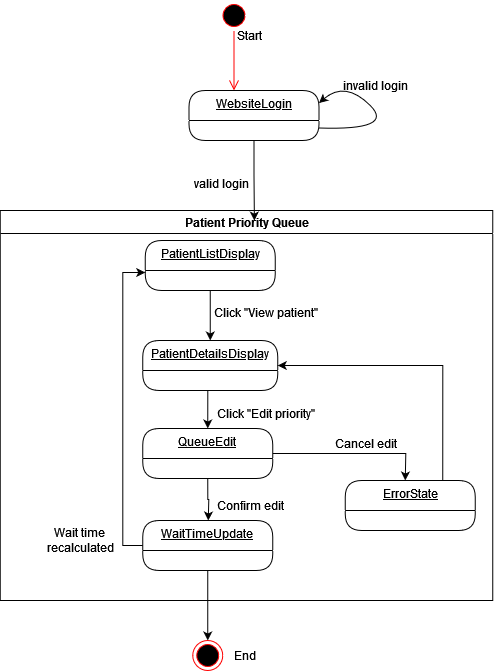 Start
WebsiteLogin
invalid login
valid login
Patient Priority Queue
PatientListDisplay
Click "View patient"
PatientDetailsDisplay
Click "Edit priority"
QueueEdit
Cancel edit
ErrorState
Confirm edit
WaitTimeUpdate
Wait time
recalculated
End